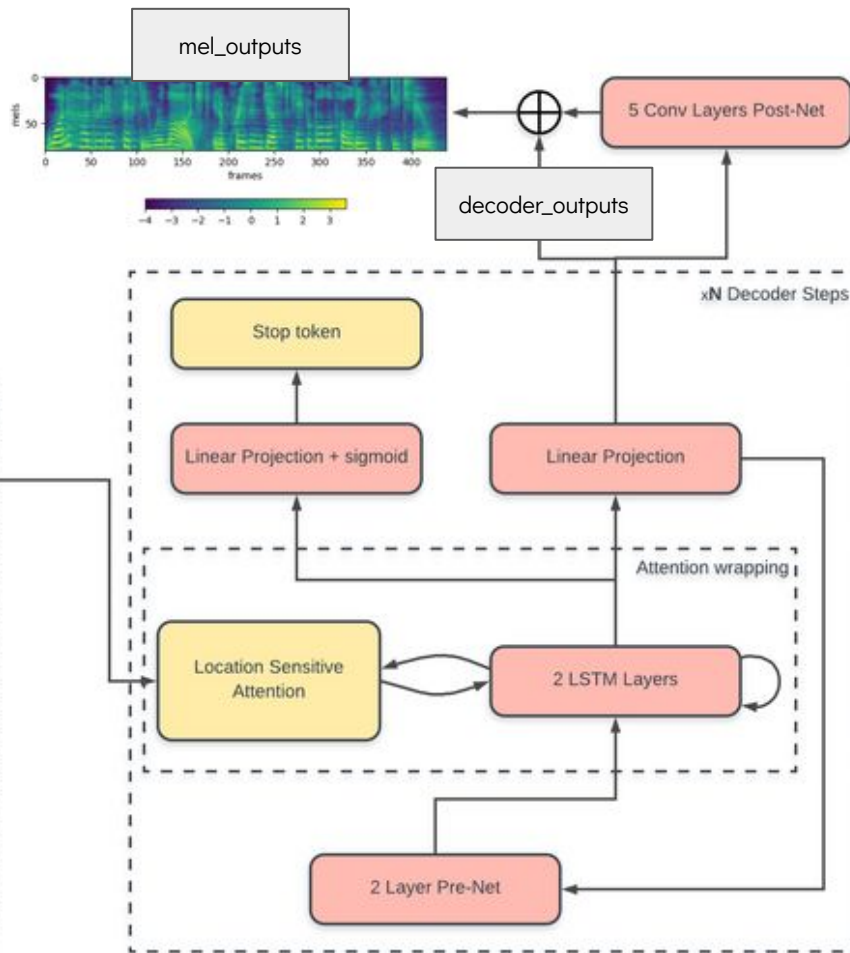 mel_outputs
0
50
mels
0 50 100 150 200 250 300 350 400
frames
-4 -3 -2 -1 0 1 2 3
5 Conv Layers Post-Net
decoder_outputs
xN Decoder Steps
Stop token
Linear Projection + sigmoid
Linear Projection
Attention wrapping
Location Sensitive
Attention
2 LSTM Layers
2 Layer Pre-Net